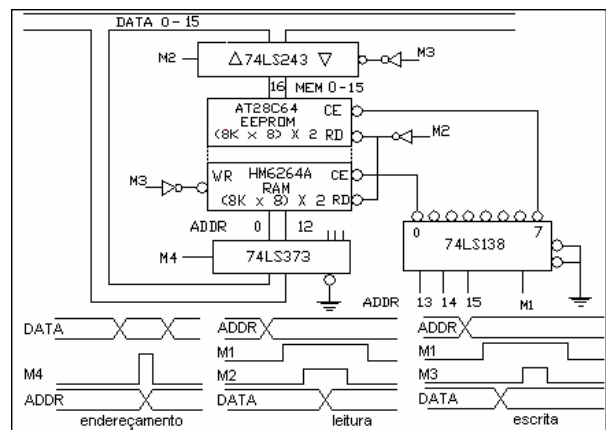 DATA 0-15
M2 △74LS243 ▽ M3
16 MEM 0-15
AT28C64 CE
EEPROM
(8K x 8) X 2 RD M2
M3 WR HM6264A CE
RAM
(8K x 8) X 2 RD
ADDR 0 12
M4 74LS373
0 7
74LS138
ADDR 13 14 15 M1
DATA
M4
ADDR
endereçamento
ADDR
M1
M2
DATA
leitura
ADDR
M1
M3
DATA
escrita